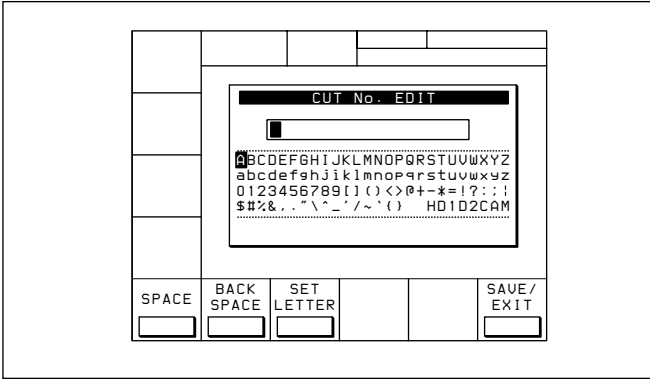 CUT No. EDIT
ABCDEFGHIJKLMNOPQRSTUVWXYZ
abcdefghijklmnopqrstuvwxyz
0123456789[]()<>@+-*=!?:;¦
$#%&,."\^_'/~`{} HD1D2CAM
SPACE
BACK SPACE
SET LETTER
SAVE/ EXIT